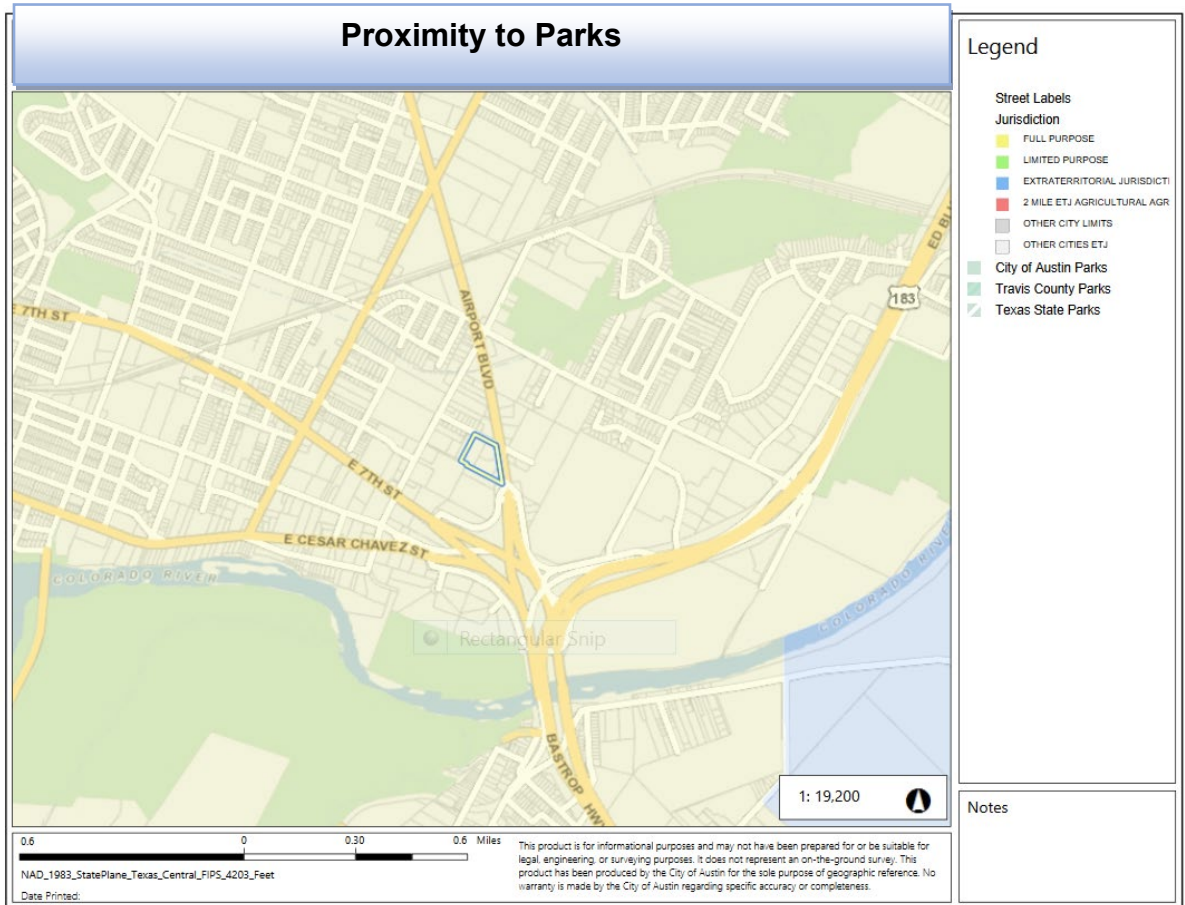 Proximity to Parks
Legend
Street Labels
Jurisdiction
FULL PURPOSE
LIMITED PURPOSE
EXTRATERRITORIAL JURISDICTI
2 MILE ETJ AGRICULTURAL AGR
OTHER CITY LIMITS
OTHER CITIES ETJ
City of Austin Parks
Travis County Parks
Texas State Parks
ED BL
183
AIRPORT BLVD
E 7TH ST
E 7TH ST
E CESAR CHAVEZ ST
COLORADO RIVER
COLORADO RIVE
Rectangular Snip
BASTROP HW
1: 19,200
Notes
0.6 0 0.30 0.6 Miles
NAD_1983_StatePlane_Texas_Central_FIPS_4203_Feet
Date Printed:
This product is for informational purposes and may not have been prepared for or be suitable for
legal, engineering, or surveying purposes. It does not represent an on-the-ground survey. This
product has been produced by the City of Austin for the sole purpose of geographic reference. No
warranty is made by the City of Austin regarding specific accuracy or completeness.